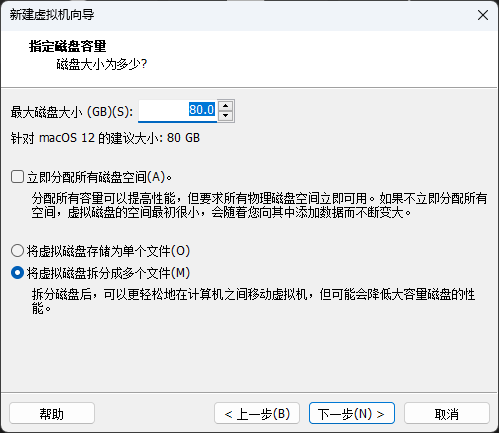 新建虚拟机向导
指定磁盘容量
磁盘大小为多少?
最大磁盘大小 (GB)(S): 80.0
针对 macOS 12 的建议大小: 80 GB
立即分配所有磁盘空间(A)。
分配所有容量可以提高性能，但要求所有物理磁盘空间立即可用。如果不立即分配所有
空间，虚拟磁盘的空间最初很小，会随着您向其中添加数据而不断变大。
将虚拟磁盘存储为单个文件(O)
将虚拟磁盘拆分成多个文件(M)
拆分磁盘后，可以更轻松地在计算机之间移动虚拟机，但可能会降低大容量磁盘的性
能。
帮助 < 上一步(B) 下一步(N) > 取消